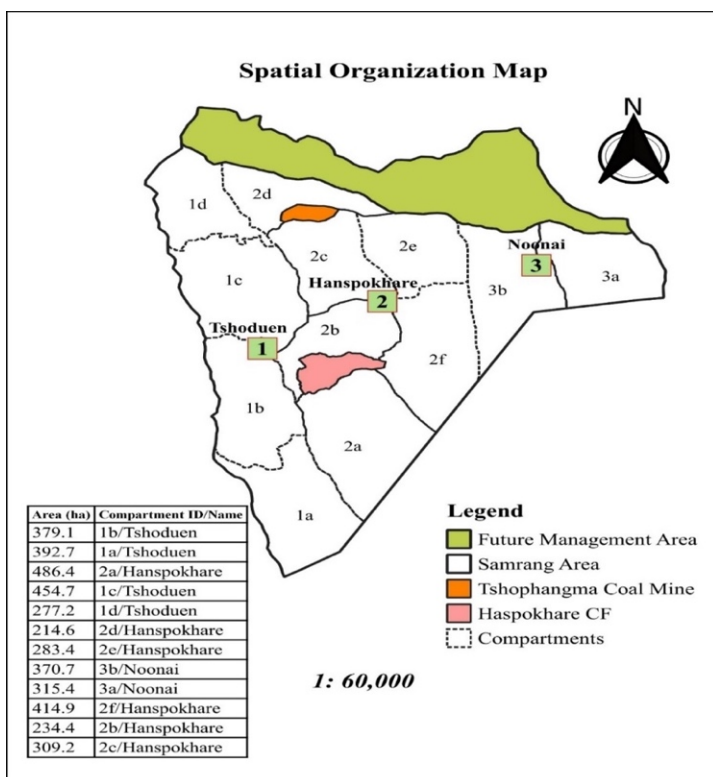 Spatial Organization Map
N
1d
2d
2c
2e
Noonai
3
3a
3b
1c
Hanspokhare
2
Tshoduen
1
2b
2f
1b
2a
1a
Area (ha) Compartment ID/Name
379.1 1b/Tshoduen
392.7 1a/Tshoduen
486.4 2a/Hanspokhare
454.7 1c/Tshoduen
277.2 1d/Tshoduen
214.6 2d/Hanspokhare
283.4 2e/Hanspokhare
370.7 3b/Noonai
315.4 3a/Noonai
414.9 2f/Hanspokhare
234.4 2b/Hanspokhare
309.2 2c/Hanspokhare
Legend
Future Management Area
Samrang Area
Tshophangma Coal Mine
Haspokhare CF
Compartments
1: 60,000